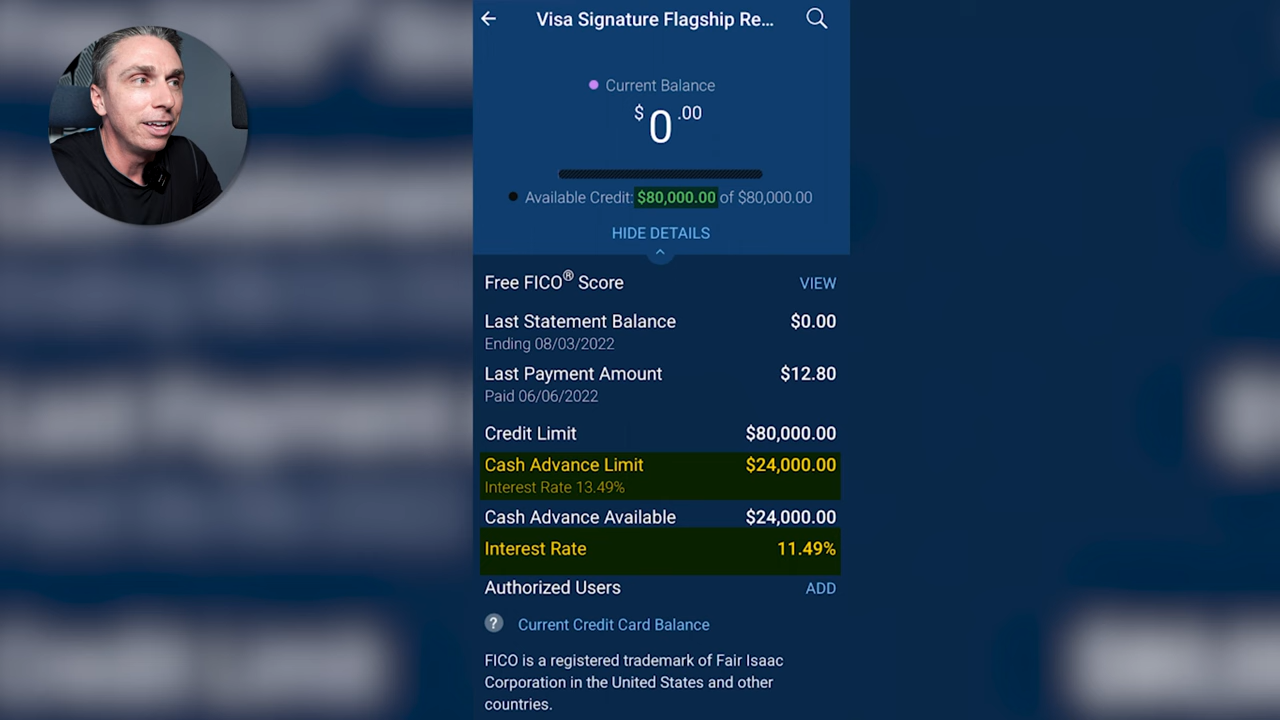 Visa Signature Flagship Re...
Current Balance
$0.00
Available Credit: $80,000.00 of $80,000.00
HIDE DETAILS
Free FICO® Score VIEW
Last Statement Balance $0.00
Ending 08/03/2022
Last Payment Amount $12.80
Paid 06/06/2022
Credit Limit $80,000.00
Cash Advance Limit $24,000.00
Interest Rate 13.49%
Cash Advance Available $24,000.00
Interest Rate 11.49%
Authorized Users ADD
? Current Credit Card Balance
FICO is a registered trademark of Fair Isaac
Corporation in the United States and other
countries.